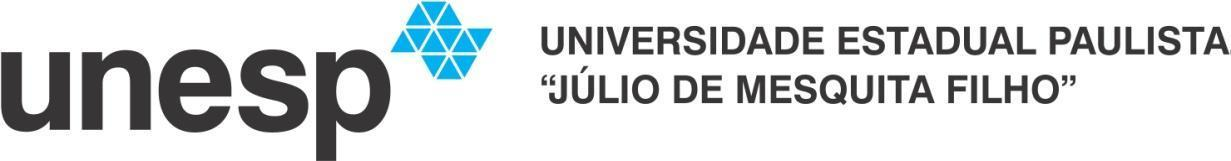 unesp
UNIVERSIDADE ESTADUAL PAULISTA
“JÚLIO DE MESQUITA FILHO”